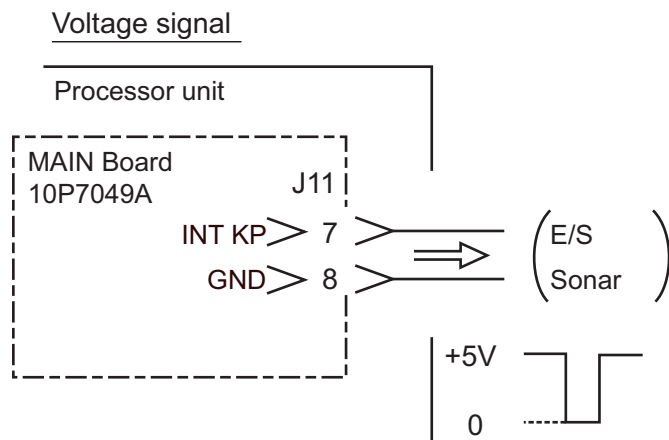 Voltage signal
Processor unit
MAIN Board
10P7049A
J11
INT KP 7
GND 8
E/S
Sonar
+5V
0